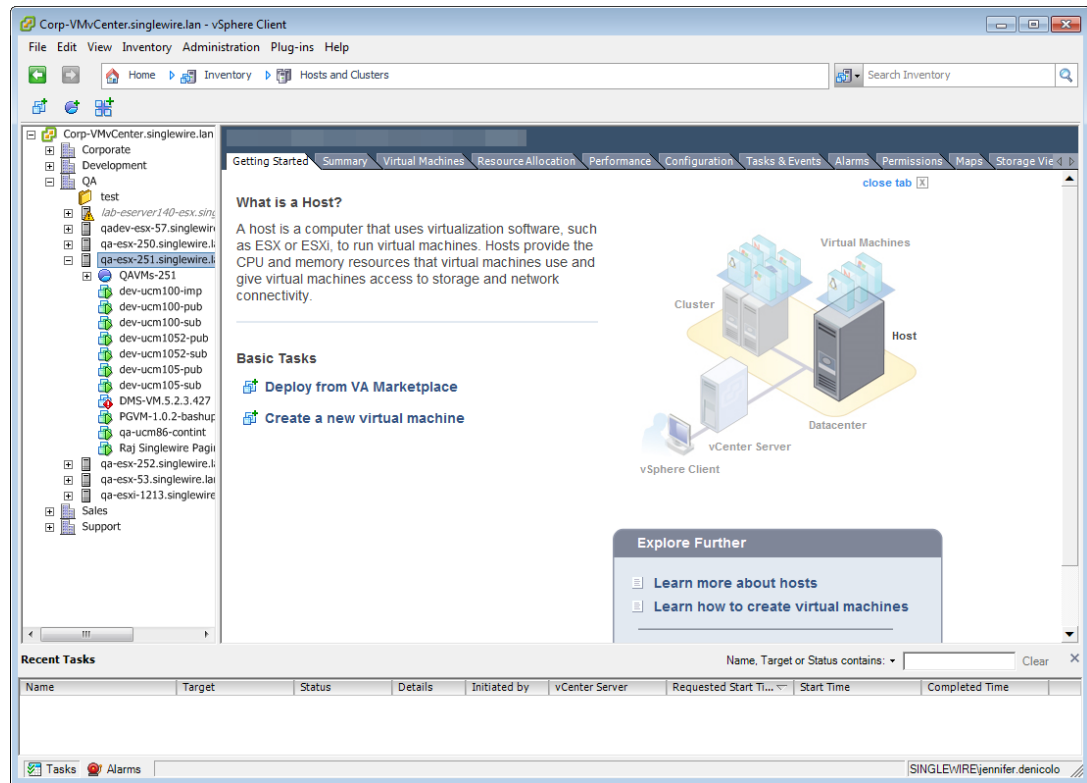 Corp-VMvCenter.singlewire.lan - vSphere Client
File Edit View Inventory Administration Plug-ins Help
Home Inventory Hosts and Clusters
Search Inventory
Corp-VMvCenter.singlewire.lan
Corporate
Development
QA
test
lab-eserver140-esx.sing
qadev-esx-57.singlewir
qa-esx-250.singlewire.l
qa-esx-251.singlewire.l
QAVMs-251
dev-ucm100-imp
dev-ucm100-pub
dev-ucm100-sub
dev-ucm1052-pub
dev-ucm1052-sub
dev-ucm105-pub
dev-ucm105-sub
DMS-VM.5.2.3.427
PGVM-1.0.2-bashup
qa-ucm86-contint
Raj Singlewire Pagi
qa-esx-252.singlewire.l
qa-esx-53.singlewire.la
qa-esxi-1213.singlewire
Sales
Support
Getting Started Summary Virtual Machines Resource Allocation Performance Configuration Tasks & Events Alarms Permissions Maps Storage Vie
close tab X
What is a Host?
A host is a computer that uses virtualization software, such
as ESX or ESXi, to run virtual machines. Hosts provide the
CPU and memory resources that virtual machines use and
give virtual machines access to storage and network
connectivity.
Basic Tasks
Deploy from VA Marketplace
Create a new virtual machine
Virtual Machines
Cluster
Host
Datacenter
vCenter Server
vSphere Client
Explore Further
Learn more about hosts
Learn how to create virtual machines
Recent Tasks
Name, Target or Status contains:
Clear
Name Target Status Details Initiated by vCenter Server Requested Start Ti... Start Time Completed Time
Tasks Alarms
SINGLEWIRE\jennifer.denicolo